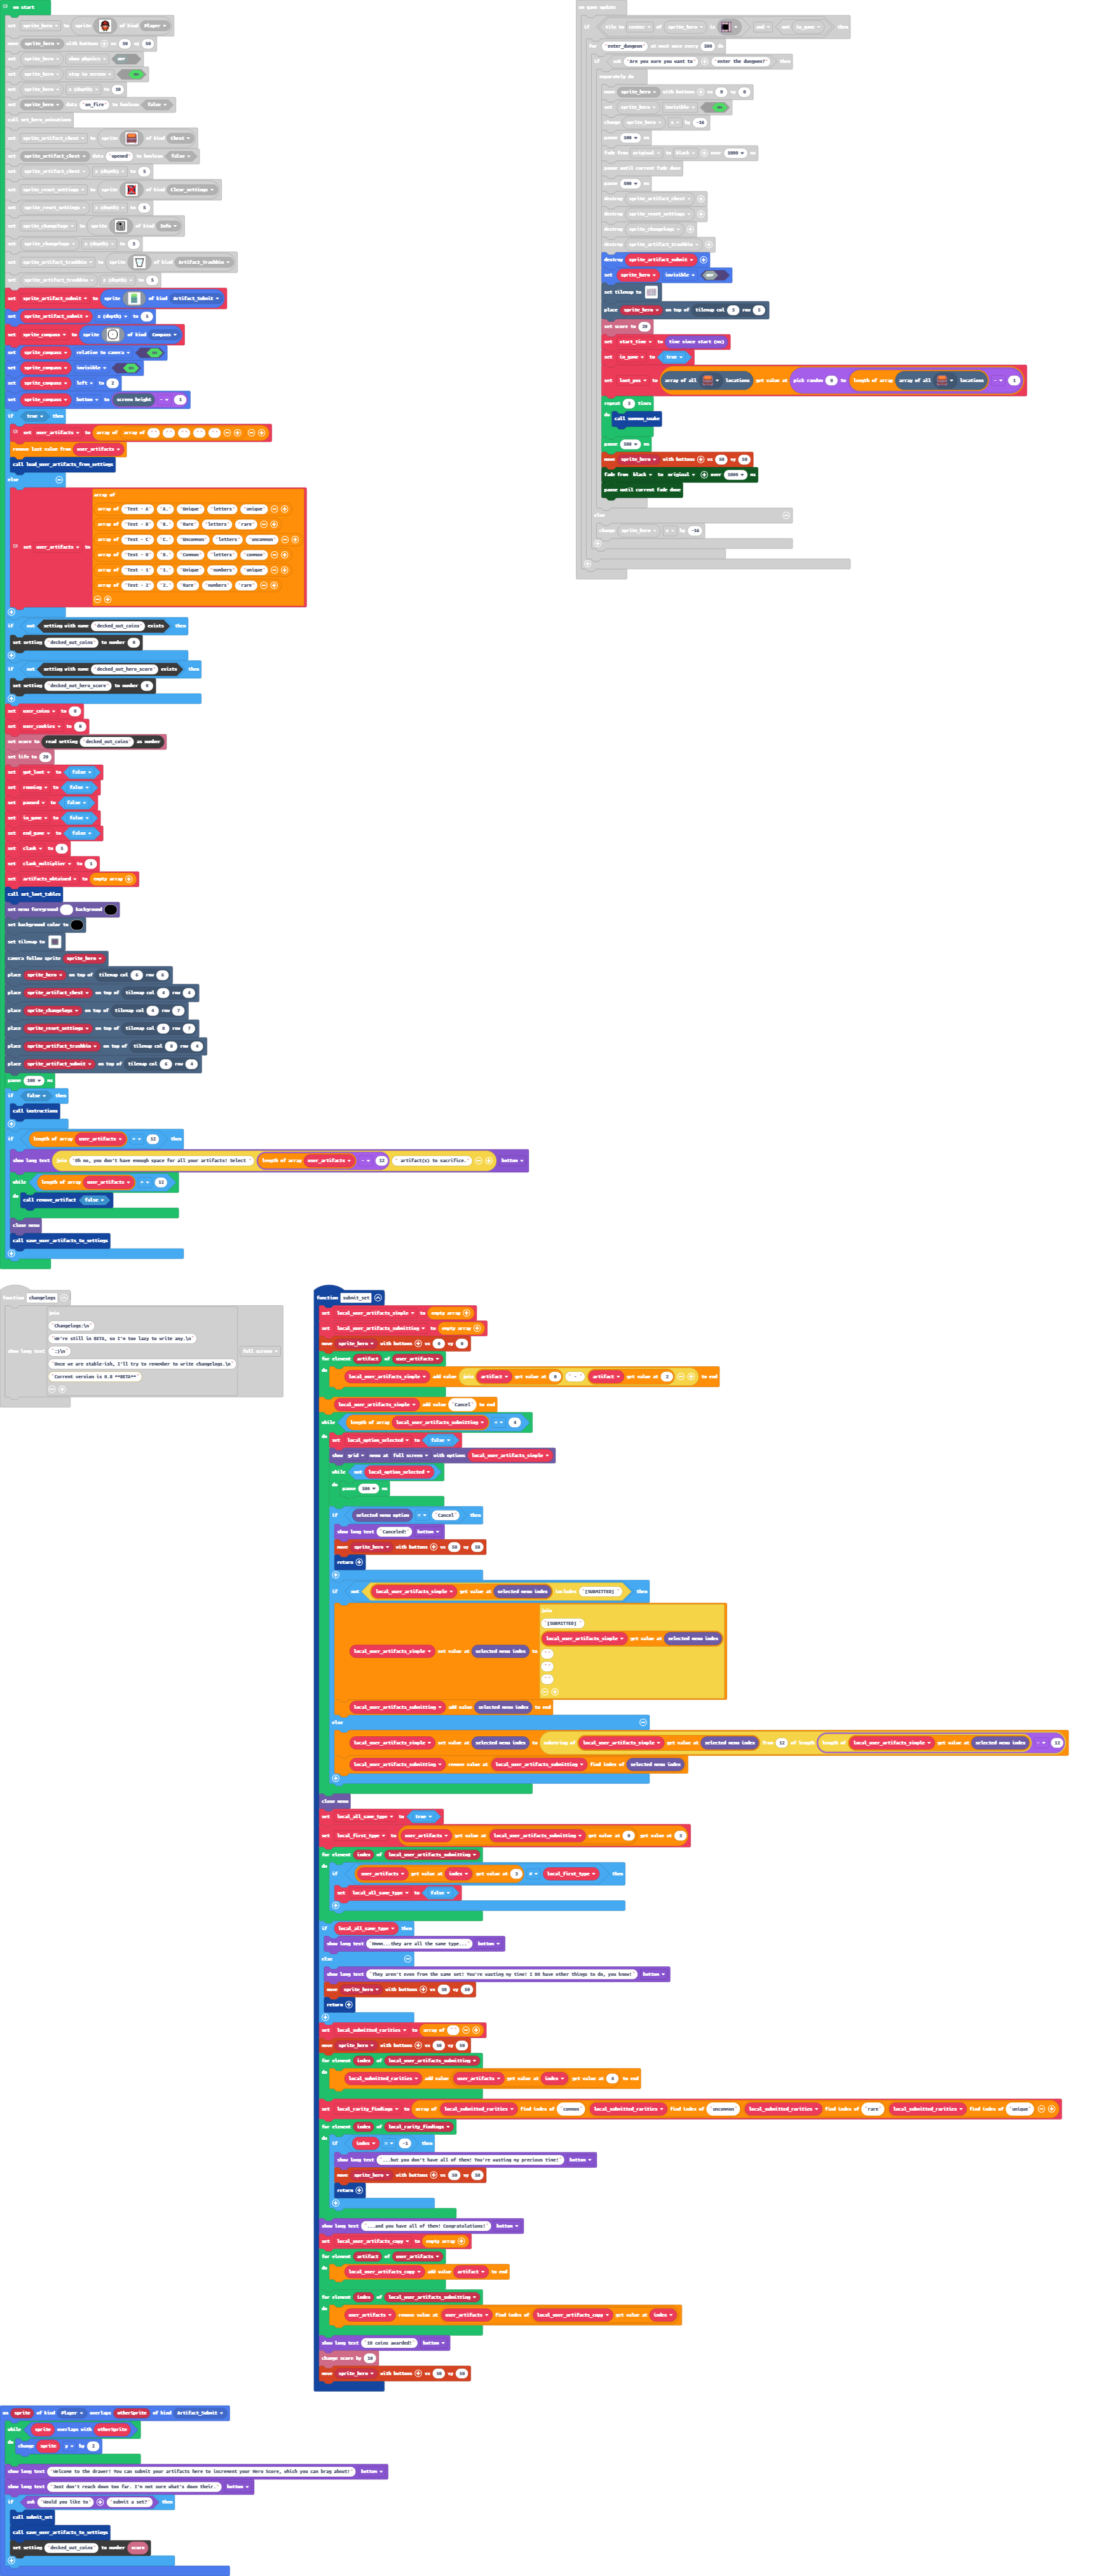 on start
set sprite_hero to sprite of kind Player
move sprite_hero with buttons vx 50 vy 50
set sprite_hero show physics OFF
set sprite_hero stay in screen ON
set sprite_hero z (depth) to 10
set sprite_hero data "on_fire" to boolean false
call set_hero_animations
set sprite_artifact_chest to sprite of kind Chest
set sprite_artifact_chest data "opened" to boolean false
set sprite_artifact_chest z (depth) to 5
set sprite_reset_settings to sprite of kind Clear_settings
set sprite_reset_settings z (depth) to 5
set sprite_changelogs to sprite of kind Info
set sprite_changelogs z (depth) to 5
set sprite_artifact_trashbin to sprite of kind Artifact_trashbin
set sprite_artifact_trashbin z (depth) to 5
set sprite_artifact_submit to sprite of kind Artifact_Submit
set sprite_artifact_submit z (depth) to 5
set sprite_compass to sprite of kind Compass
set sprite_compass relative to camera ON
set sprite_compass invisible ON
set sprite_compass left to 2
set sprite_compass bottom to screen height - 1
if true then
set user_artifacts to array of array of " " " " " " " " " "
remove last value from user_artifacts
call load_user_artifacts_from_settings
else
set user_artifacts to
array of
array of "Test - A" "A." "Unique" "letters" "unique"
array of "Test - B" "B." "Rare" "letters" "rare"
array of "Test - C" "C." "Uncommon" "letters" "uncommon"
array of "Test - D" "D." "Common" "letters" "common"
array of "Test - 1" "1." "Unique" "numbers" "unique"
array of "Test - 2" "2." "Rare" "numbers" "rare"
if not setting with name "decked_out_coins" exists then
set setting "decked_out_coins" to number 0
if not setting with name "decked_out_hero_score" exists then
set setting "decked_out_hero_score" to number 0
set user_coins to 0
set user_cookies to 0
set score to read setting "decked_out_coins" as number
set life to 20
set got_loot to false
set running to false
set paused to false
set in_game to false
set end_game to false
set clank to
set clank_multiplier to 1
set artifacts_obtained to empty array
call set_loot_tables
set menu foreground background
set background color to
set tilemap to
camera follow sprite sprite_hero
place sprite_hero on top of tilemap col 6 row
place sprite_artifact_chest on top of tilemap col 4 row 4
place sprite_changelogs on top of tilemap col 4 row 7
place sprite_reset_settings on top of tilemap col 8 row 7
place sprite_artifact_trashbin on top of tilemap col 8 row 4
place sprite_artifact_submit on top of tilemap col 6 row 4
pause 100 ms
if false then
call instructions
if length of array user_artifacts > 12 then
show long text join "Oh no, you don't have enough space for all your artifacts! Select " length of array user_artifacts - 12 " artifact(s) to sacrifice." bottom
while length of array user_artifacts > 12
do call remove_artifact false
close menu
call save_user_artifacts_to_settings
on game update
if tile to center of sprite_hero is and not in_game then
for "enter_dungeon" at most once every 500 do
if ask "Are you sure you want to" "enter the dungeon?" then
separately do
move sprite_hero with buttons vx 0 vy 0
set sprite_hero invisible ON
change sprite_hero x by -16
pause 100 ms
fade from original to black over 1000 ms
pause until current fade done
pause 500 ms
destroy sprite_artifact_chest
destroy sprite_reset_settings
destroy sprite_changelogs
destroy sprite_artifact_trashbin
destroy sprite_artifact_submit
set sprite_hero invisible OFF
set tilemap to
place sprite_hero on top of tilemap col 5 row 5
set score to 20
set start_time to time since start (ms)
set in_game to true
set loot_pos to array of all locations get value at pick random 0 to length of array array of all locations - 1
repeat 3 times
do call summon_snake
pause 500 ms
move sprite_hero with buttons vx 50 vy 50
fade from black to original over 1000 ms
pause until current fade done
else
change sprite_hero x by -16
function changelogs
show long text
join
"Changelogs:\n"
"We're still in BETA, so I'm too lazy to write any.\n"
":)\n"
"Once we are stable-ish, I'll try to remember to write changelogs.\n"
"Current version is 0.8 **BETA**"
full screen
function submit_set
set local_user_artifacts_simple to empty array
set local_user_artifacts_submitting to empty array
move sprite_hero with buttons vx 0 vy 0
for element artifact of user_artifacts
do local_user_artifacts_simple add value join artifact get value at 0 " - " artifact get value at 2 to end
local_user_artifacts_simple add value "Cancel" to end
while length of array local_user_artifacts_submitting < 4
do set local_option_selected to false
show grid menu at full screen with options local_user_artifacts_simple
while not local_option_selected
do pause 100 ms
if selected menu option = "Cancel" then
show long text "Canceled!" bottom
move sprite_hero with buttons vx 50 vy 50
return
if not local_user_artifacts_simple get value at selected menu index includes "[SUBMITTED] " then
local_user_artifacts_simple set value at selected menu index to
join
"[SUBMITTED] "
local_user_artifacts_simple get value at selected menu index
""
""
""
local_user_artifacts_submitting add value selected menu index to end
else
local_user_artifacts_simple set value at selected menu index to substring of local_user_artifacts_simple get value at selected menu index from 12 of length length of local_user_artifacts_simple get value at selected menu index - 12
local_user_artifacts_submitting remove value at local_user_artifacts_submitting find index of selected menu index
close menu
set local_all_same_type to true
set local_first_type to user_artifacts get value at local_user_artifacts_submitting get value at 0 get value at 3
for element index of local_user_artifacts_submitting
do if user_artifacts get value at index get value at 3 ≠ local_first_type then
set local_all_same_type to false
if local_all_same_type then
show long text "Hmmm...they are all the same type..." bottom
else
show long text "They aren't even from the same set! You're wasting my time! I DO have other things to do, you know!" bottom
move sprite_hero with buttons vx 50 vy 50
return
set local_submitted_rarities to array of ""
move sprite_hero with buttons vx 50 vy 50
for element index of local_user_artifacts_submitting
do local_submitted_rarities add value user_artifacts get value at index get value at 4 to end
set local_rarity_findings to array of local_submitted_rarities find index of "common" local_submitted_rarities find index of "uncommon" local_submitted_rarities find index of "rare" local_submitted_rarities find index of "unique"
for element index of local_rarity_findings
do if index = -1 then
show long text "...but you don't have all of them! You're wasting my precious time!" bottom
move sprite_hero with buttons vx 50 vy 50
return
show long text "...and you have all of them! Congratulations!" bottom
set local_user_artifacts_copy to empty array
for element artifact of user_artifacts
do local_user_artifacts_copy add value artifact to end
for element index of local_user_artifacts_submitting
do user_artifacts remove value at user_artifacts find index of local_user_artifacts_copy get value at index
show long text "10 coins awarded!" bottom
change score by 10
move sprite_hero with buttons vx 50 vy 50
on sprite of kind Player overlaps otherSprite of kind Artifact_Submit
while sprite overlaps with otherSprite
do change sprite y by 2
show long text "Welcome to the drawer! You can submit your artifacts here to increment your Hero Score, which you can brag about!" bottom
show long text "Just don't reach down too far. I'm not sure what's down their." bottom
if ask "Would you like to" "submit a set?" then
call submit_set
call save_user_artifacts_to_settings
set setting "decked_out_coins" to number score